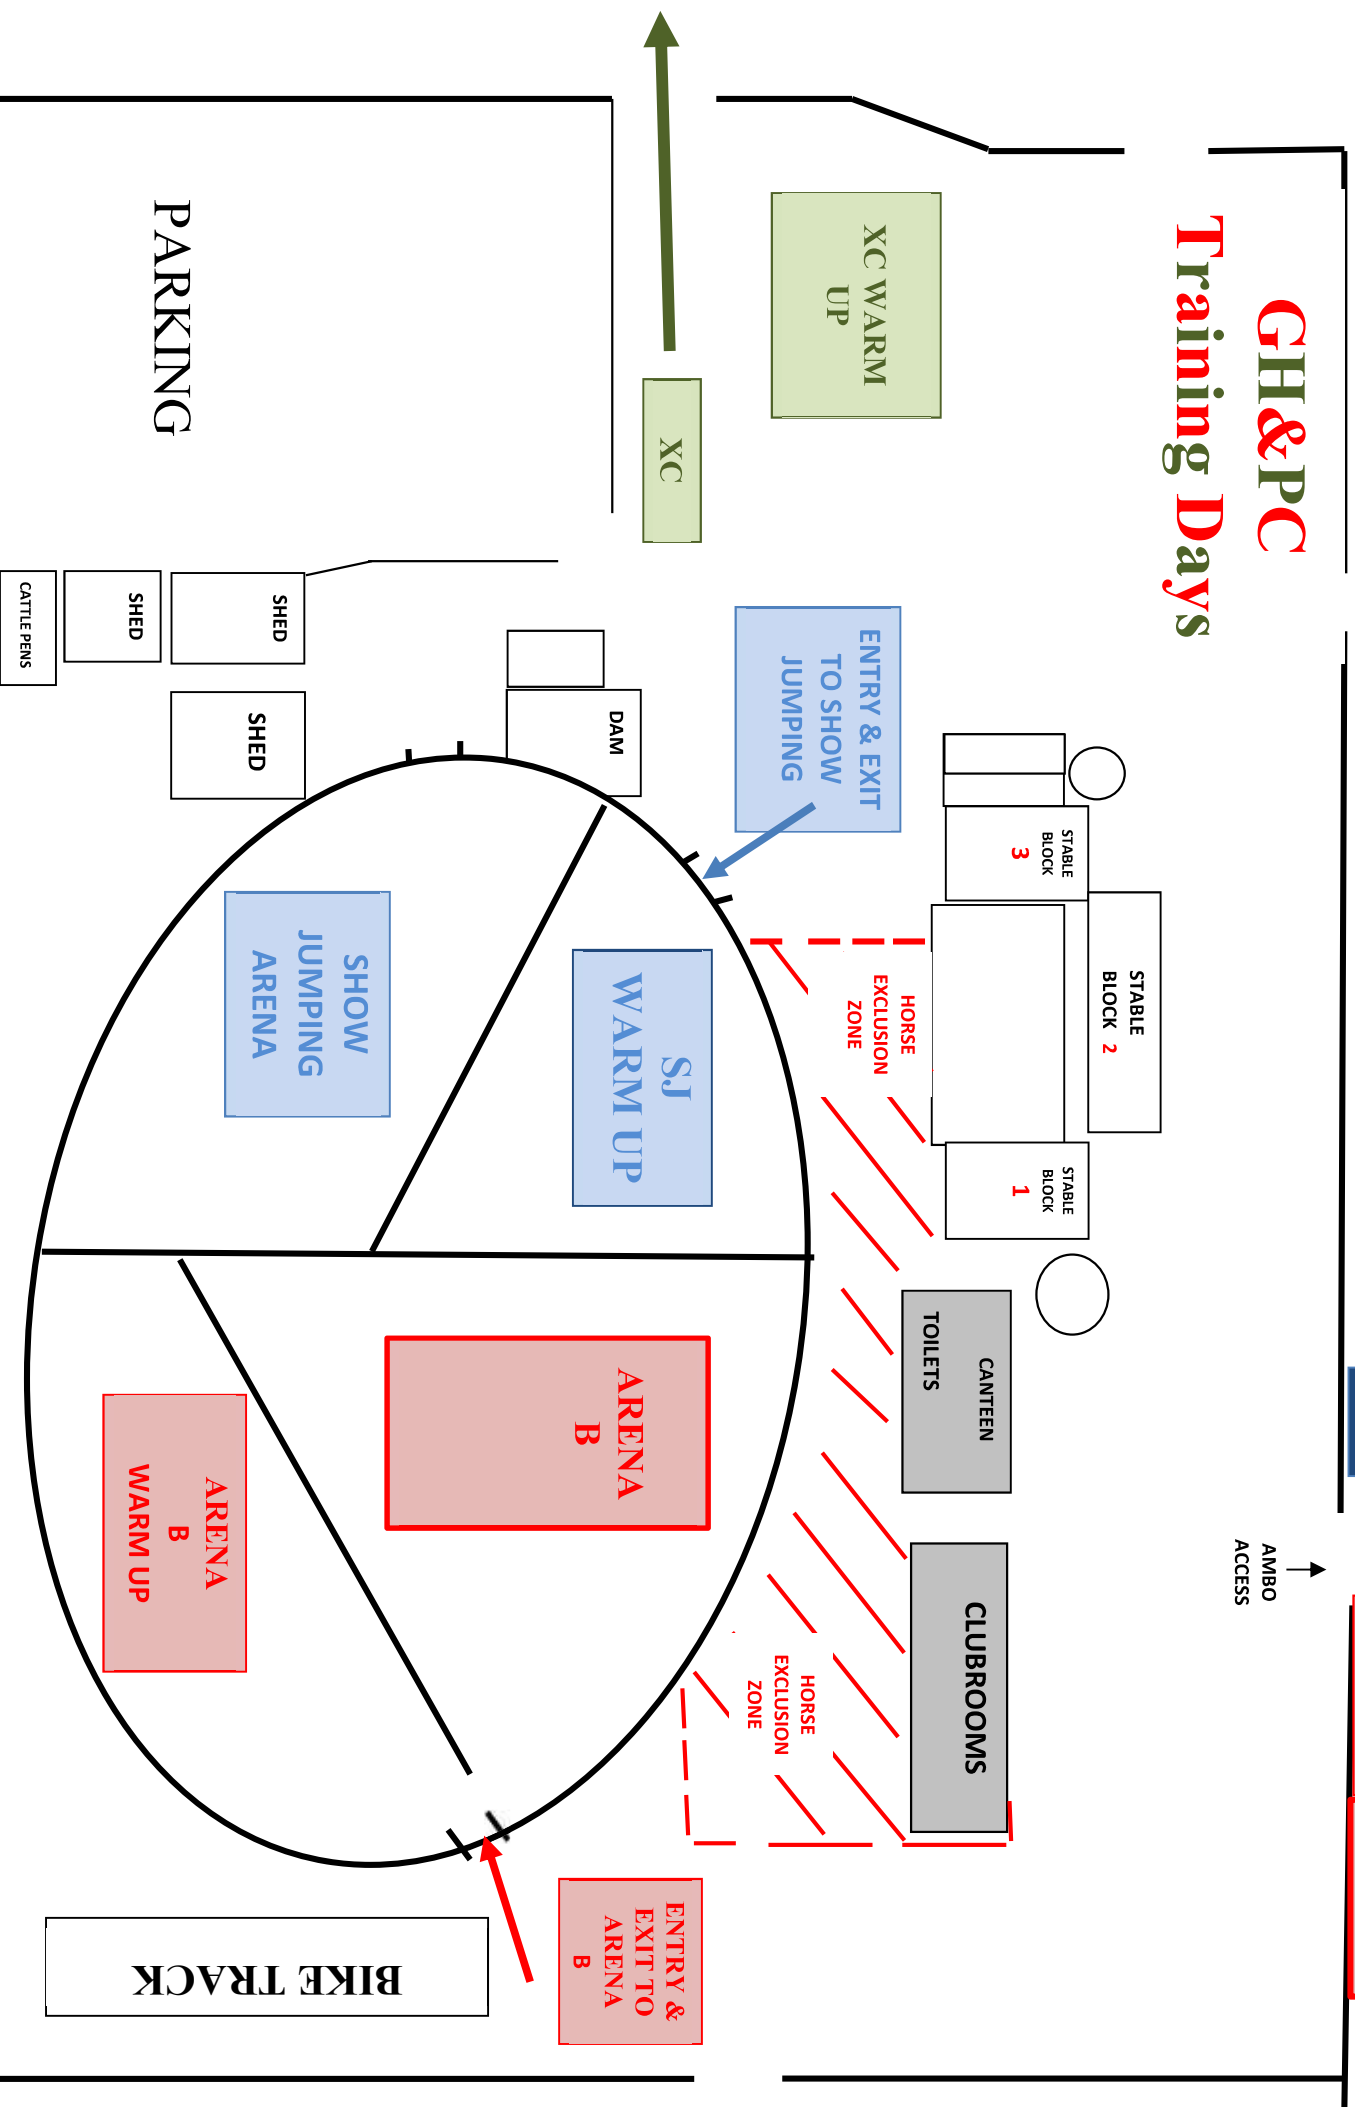 GH&PC
Training Days
AMBO
ACCESS
STABLE
BLOCK 2
STABLE
BLOCK
3
STABLE
BLOCK
1
CANTEEN
TOILETS
CLUBROOMS
XC WARM
UP
XC
ENTRY & EXIT
TO SHOW
JUMPING
HORSE
EXCLUSION
ZONE
HORSE
EXCLUSION
ZONE
DAM
SJ
WARM UP
ARENA
B
ENTRY &
EXIT TO
ARENA
B
SHOW
JUMPING
ARENA
ARENA
B
WARM UP
PARKING
SHED
SHED
SHED
CATTLE PENS
BIKE TRACK